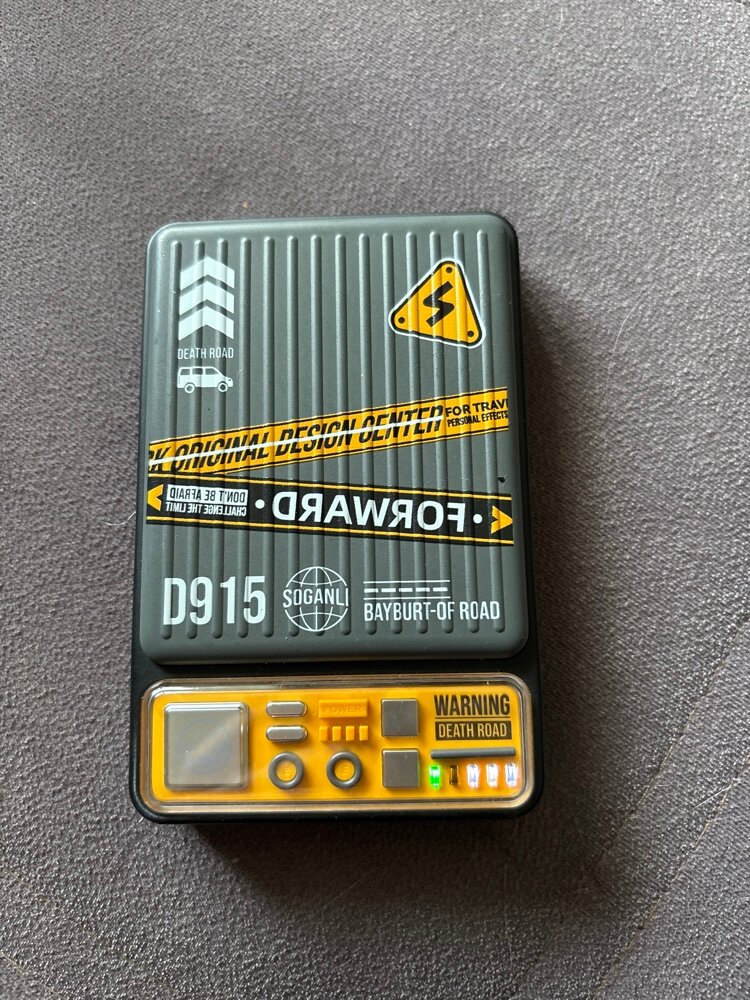 DEATH ROAD
K ORIGINAL DESIGN CENTER
FOR TRAV
PERSONAL EFFECTS
DON'T BE AFRAID
CHALLENGE THE LIMIT
• FORWARD •
D915
SOGANLI
BAYBURT-OF ROAD
POWER
WARNING
DEATH ROAD